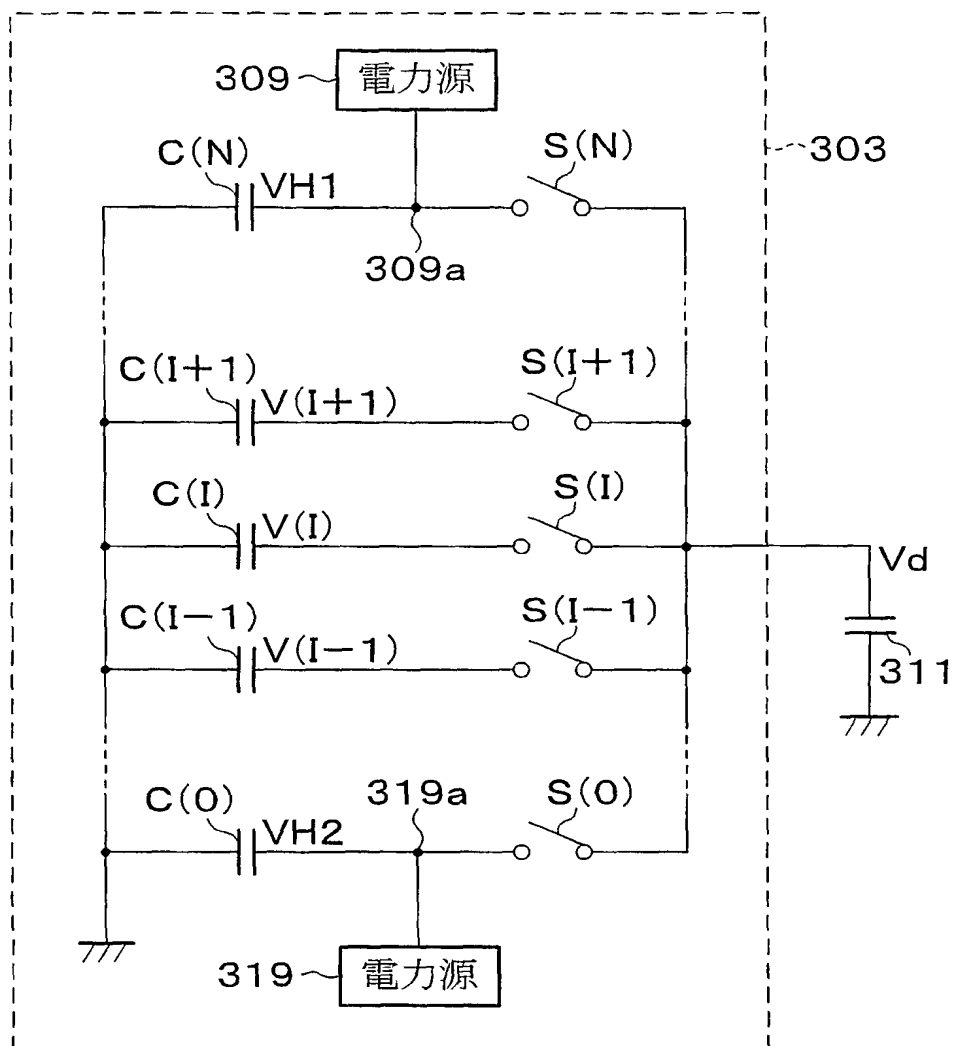 309 電力源
C(N) VH1 S(N) 303
309a
C(I+1) V(I+1) S(I+1)
C(I) V(I) S(I)
Vd
C(I−1) V(I−1) S(I−1)
311
C(0) VH2 319a S(0)
319 電力源